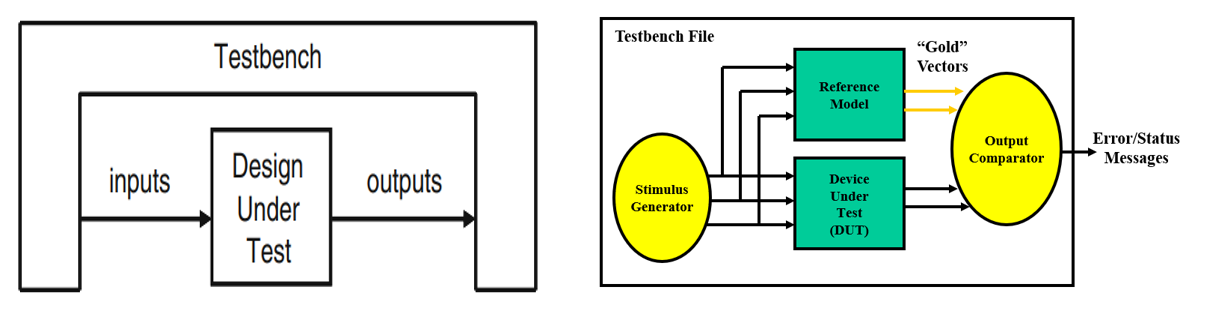 Testbench
inputs
Design
Under
Test
outputs
Testbench File
Stimulus
Generator
Reference
Model
“Gold”
Vectors
Device
Under
Test
(DUT)
Output
Comparator
Error/Status
Messages